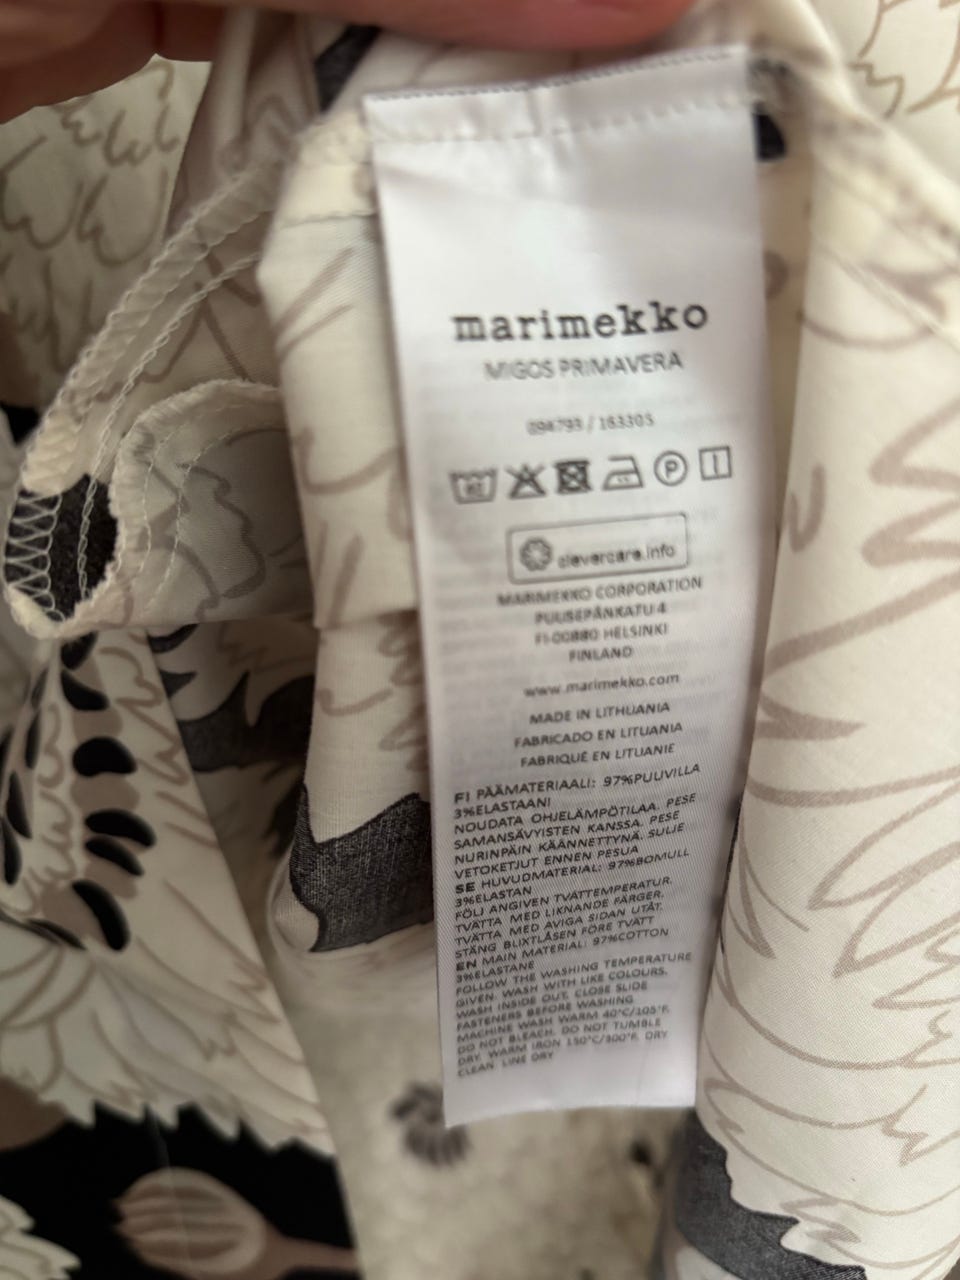 marimekko
MIGOS PRIMAVERA
094793 / 163305
P
clevercare.info
MARIMEKKO CORPORATION
PUUSEPÄNKATU 4
FI-00880 HELSINKI
FINLAND
www.marimekko.com
MADE IN LITHUANIA
FABRICADO EN LITUANIA
FABRIQUÉ EN LITUANIE
FI PÄÄMATERIAALI: 97%PUUVILLA
3%ELASTAANI
NOUDATA OHJELÄMPÖTILAA. PESE
SAMANSÄVYISTEN KANSSA. PESE
NURINPÄIN KÄÄNNETTYNÄ. SULJE
VETOKETJUT ENNEN PESUA
SE HUVUDMATERIAL: 97%BOMULL
3%ELASTAN
FÖLJ ANGIVEN TVÄTTEMPERATUR.
TVÄTTA MED LIKNANDE FÄRGER.
TVÄTTA MED AVIGA SIDAN UTÅT.
STÄNG BLIXTLÅSEN FÖRE TVÄTT
EN MAIN MATERIAL: 97%COTTON
3%ELASTANE
FOLLOW THE WASHING TEMPERATURE
GIVEN. WASH WITH LIKE COLOURS.
WASH INSIDE OUT. CLOSE SLIDE
FASTENERS BEFORE WASHING
MACHINE WASH WARM 40°C/105°F.
DO NOT BLEACH. DO NOT TUMBLE
DRY. WARM IRON 150°C/300°F. DRY
CLEAN. LINE DRY